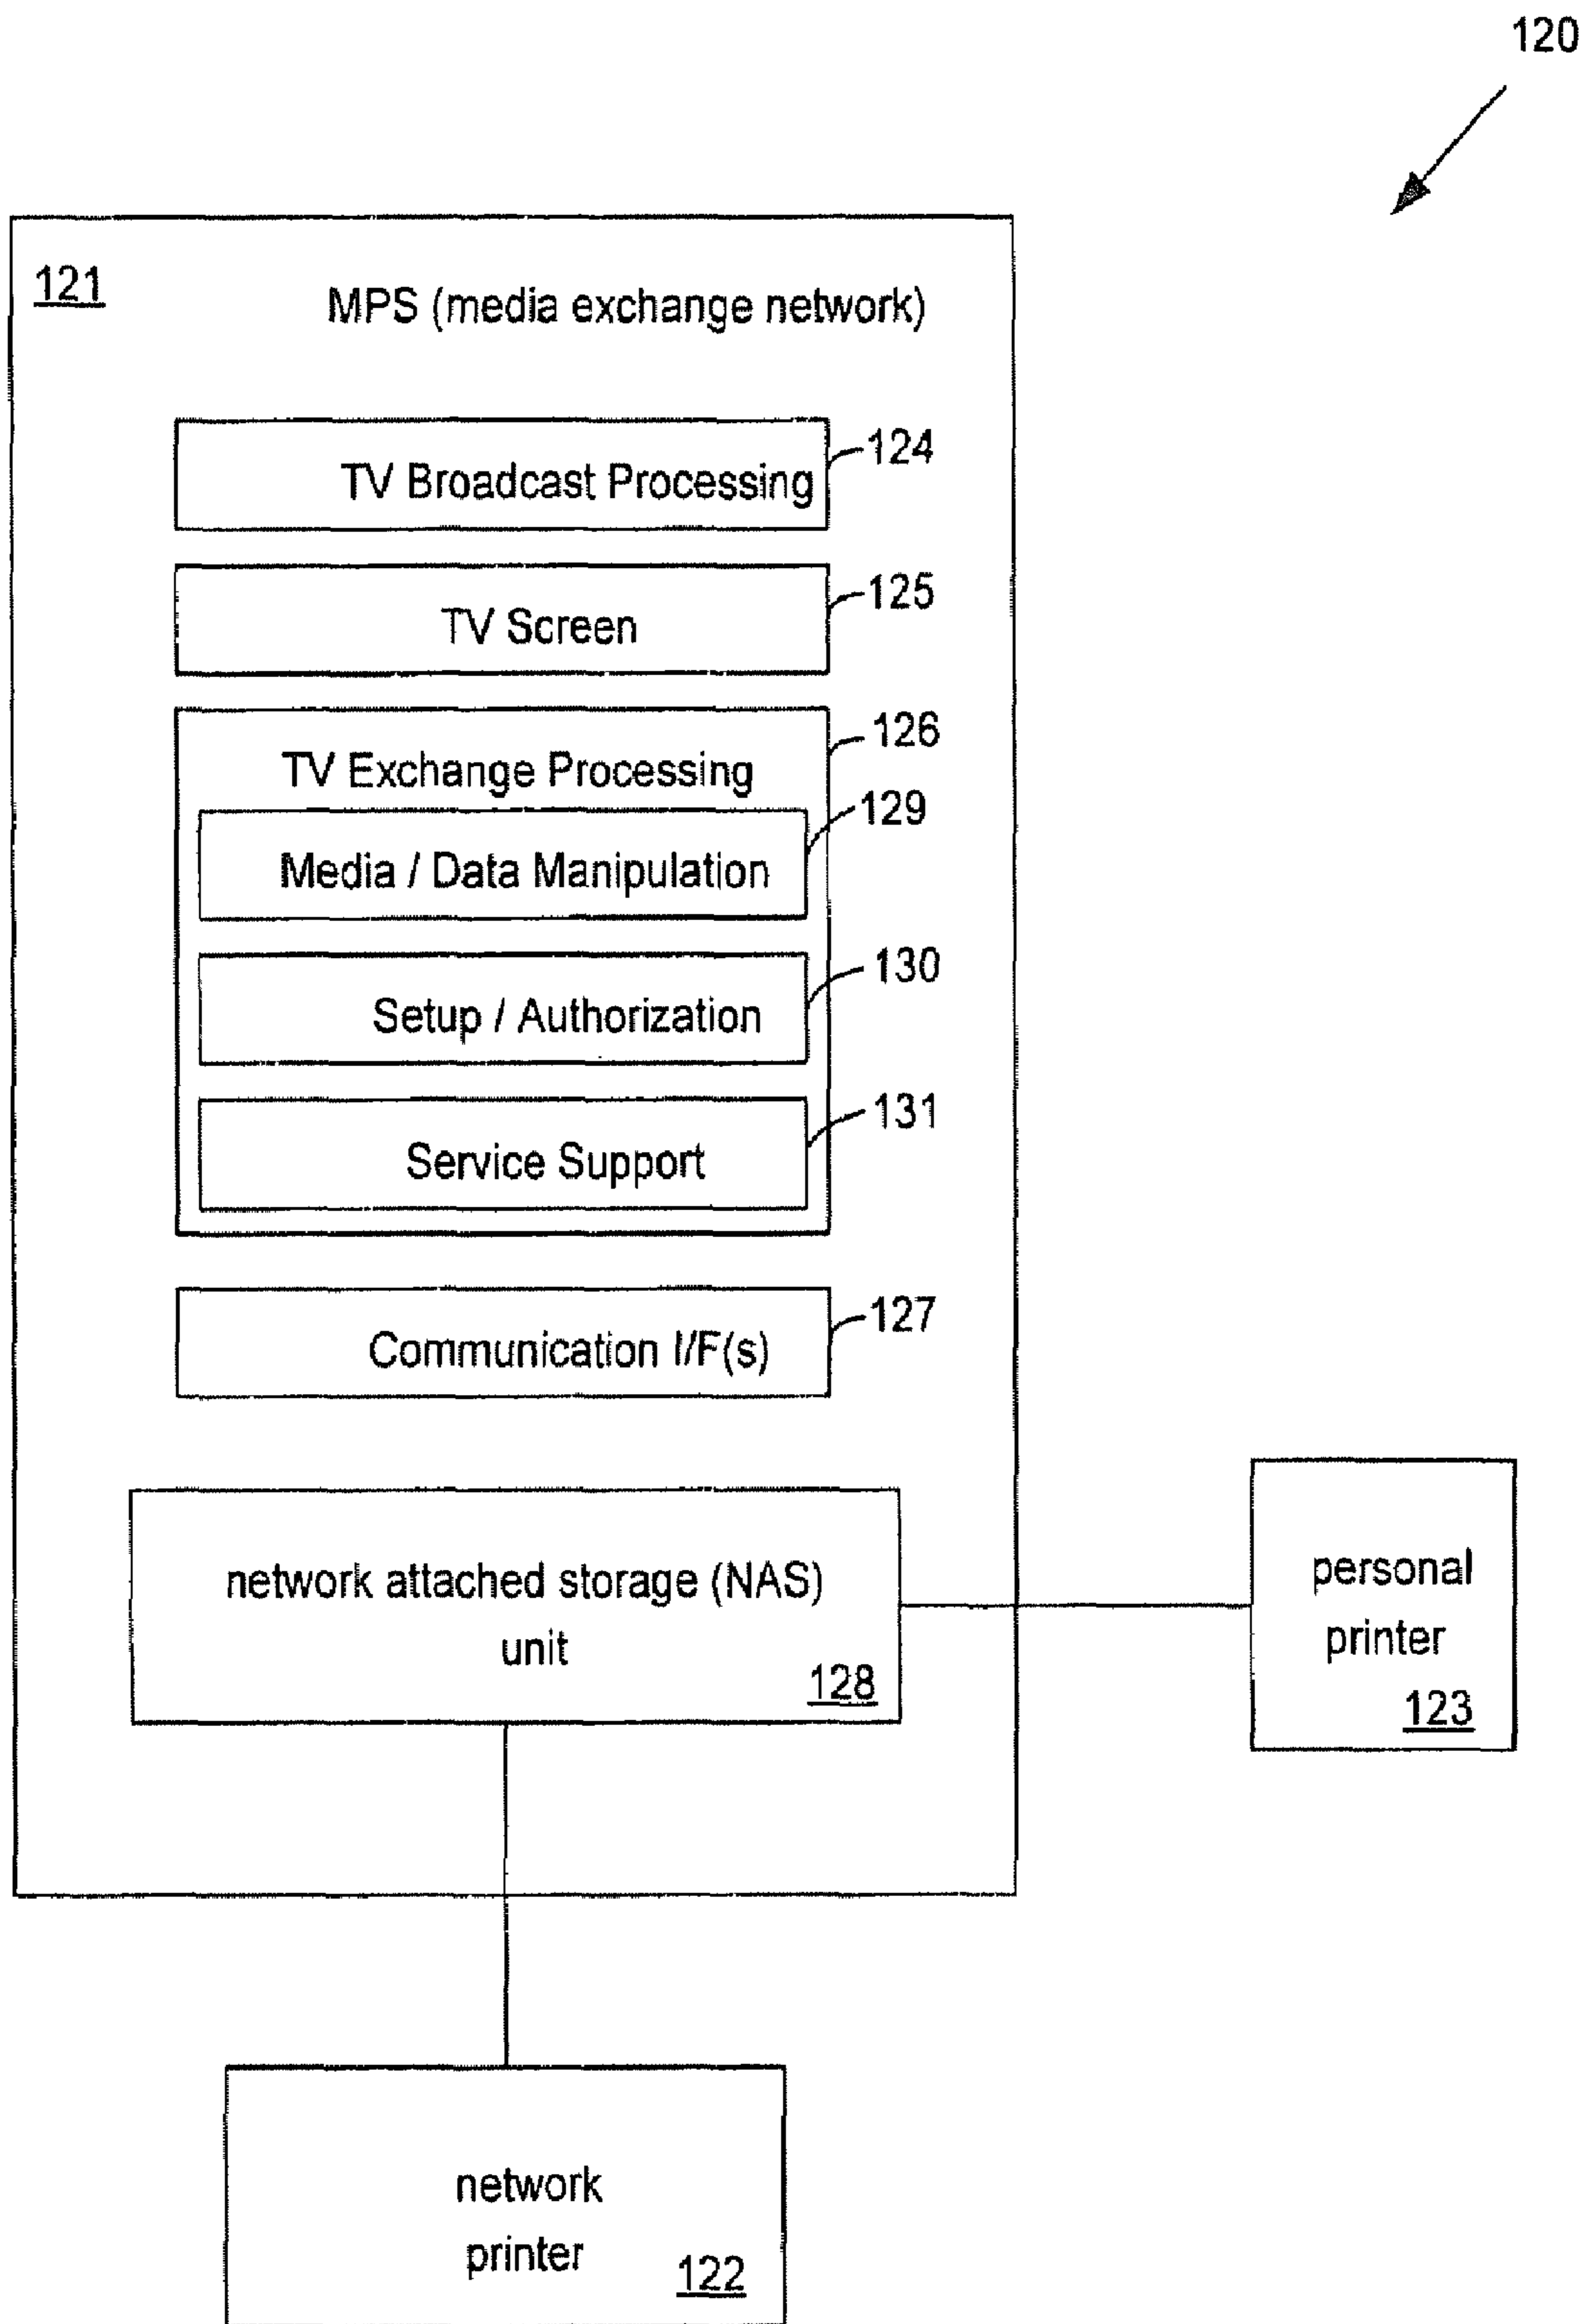 120
121
MPS (media exchange network)
124
TV Broadcast Processing
125
TV Screen
126
TV Exchange Processing
129
Media / Data Manipulation
130
Setup / Authorization
131
Service Support
127
Communication I/F(s)
network attached storage (NAS)
unit
128
personal
printer
123
network
printer
122